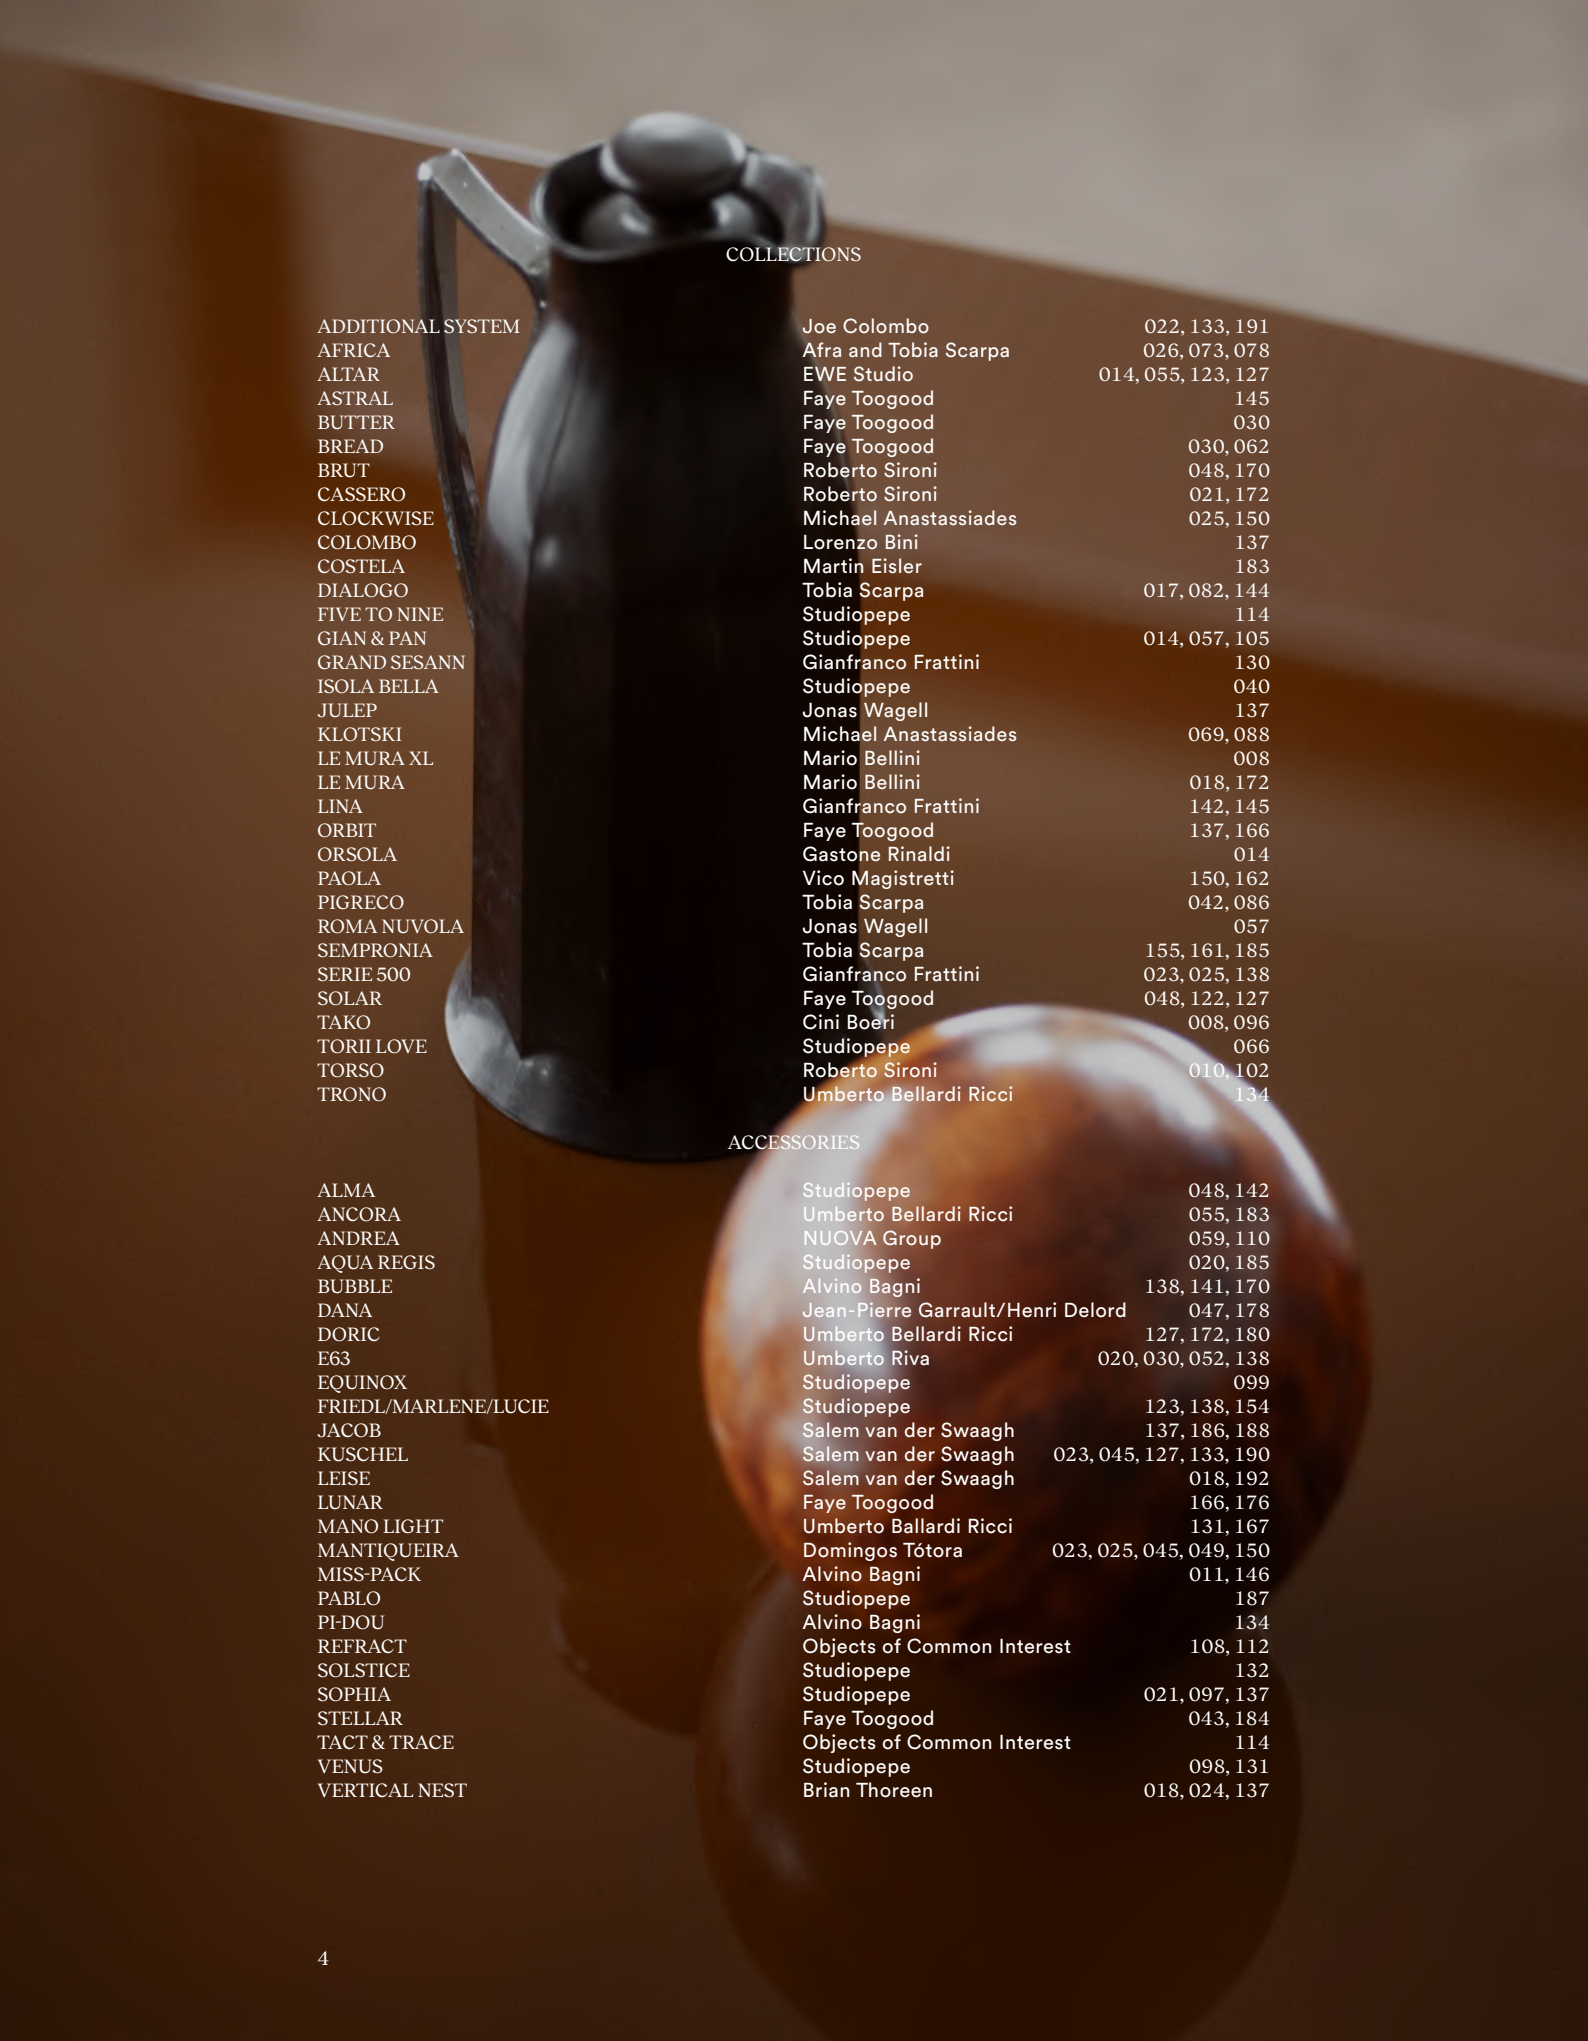 COLLECTIONS
ADDITIONAL SYSTEM Joe Colombo 022, 133, 191
AFRICA Afra and Tobia Scarpa 026, 073, 078
ALTAR EWE Studio 014, 055, 123, 127
ASTRAL Faye Toogood 145
BUTTER Faye Toogood 030
BREAD Faye Toogood 030, 062
BRUT Roberto Sironi 048, 170
CASSERO Roberto Sironi 021, 172
CLOCKWISE Michael Anastassiades 025, 150
COLOMBO Lorenzo Bini 137
COSTELA Martin Eisler 183
DIALOGO Tobia Scarpa 017, 082, 144
FIVE TO NINE Studiopepe 114
GIAN & PAN Studiopepe 014, 057, 105
GRAND SESANN Gianfranco Frattini 130
ISOLA BELLA Studiopepe 040
JULEP Jonas Wagell 137
KLOTSKI Michael Anastassiades 069, 088
LE MURA XL Mario Bellini 008
LE MURA Mario Bellini 018, 172
LINA Gianfranco Frattini 142, 145
ORBIT Faye Toogood 137, 166
ORSOLA Gastone Rinaldi 014
PAOLA Vico Magistretti 150, 162
PIGRECO Tobia Scarpa 042, 086
ROMA NUVOLA Jonas Wagell 057
SEMPRONIA Tobia Scarpa 155, 161, 185
SERIE 500 Gianfranco Frattini 023, 025, 138
SOLAR Faye Toogood 048, 122, 127
TAKO Cini Boeri 008, 096
TORII LOVE Studiopepe 066
TORSO Roberto Sironi 010, 102
TRONO Umberto Bellardi Ricci 134
ACCESSORIES
ALMA Studiopepe 048, 142
ANCORA Umberto Bellardi Ricci 055, 183
ANDREA NUOVA Group 059, 110
AQUA REGIS Studiopepe 020, 185
BUBBLE Alvino Bagni 138, 141, 170
DANA Jean-Pierre Garrault/Henri Delord 047, 178
DORIC Umberto Bellardi Ricci 127, 172, 180
E63 Umberto Riva 020, 030, 052, 138
EQUINOX Studiopepe 099
FRIEDL/MARLENE/LUCIE Studiopepe 123, 138, 154
JACOB Salem van der Swaagh 137, 186, 188
KUSCHEL Salem van der Swaagh 023, 045, 127, 133, 190
LEISE Salem van der Swaagh 018, 192
LUNAR Faye Toogood 166, 176
MANO LIGHT Umberto Ballardi Ricci 131, 167
MANTIQUEIRA Domingos Tótora 023, 025, 045, 049, 150
MISS-PACK Alvino Bagni 011, 146
PABLO Studiopepe 187
PI-DOU Alvino Bagni 134
REFRACT Objects of Common Interest 108, 112
SOLSTICE Studiopepe 132
SOPHIA Studiopepe 021, 097, 137
STELLAR Faye Toogood 043, 184
TACT & TRACE Objects of Common Interest 114
VENUS Studiopepe 098, 131
VERTICAL NEST Brian Thoreen 018, 024, 137
4